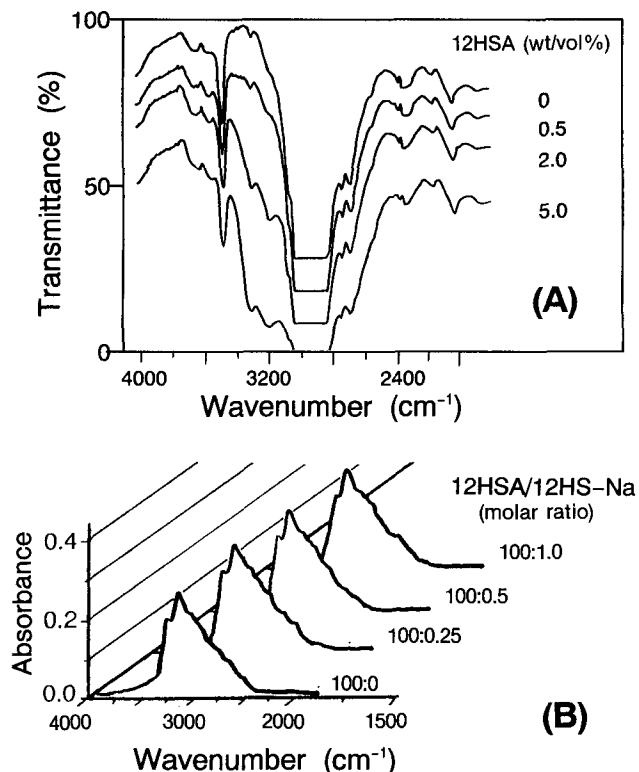 100
50
0
Transmittance (%)
12HSA (wt/vol%)
0
0.5
2.0
5.0
(A)
4000 3200 2400
Wavenumber (cm⁻¹)
12HSA/12HS–Na
(molar ratio)
100:1.0
100:0.5
100:0.25
100:0
0.4
0.2
0.0
Absorbance
4000 3000 2000 1500
(B)
Wavenumber (cm⁻¹)